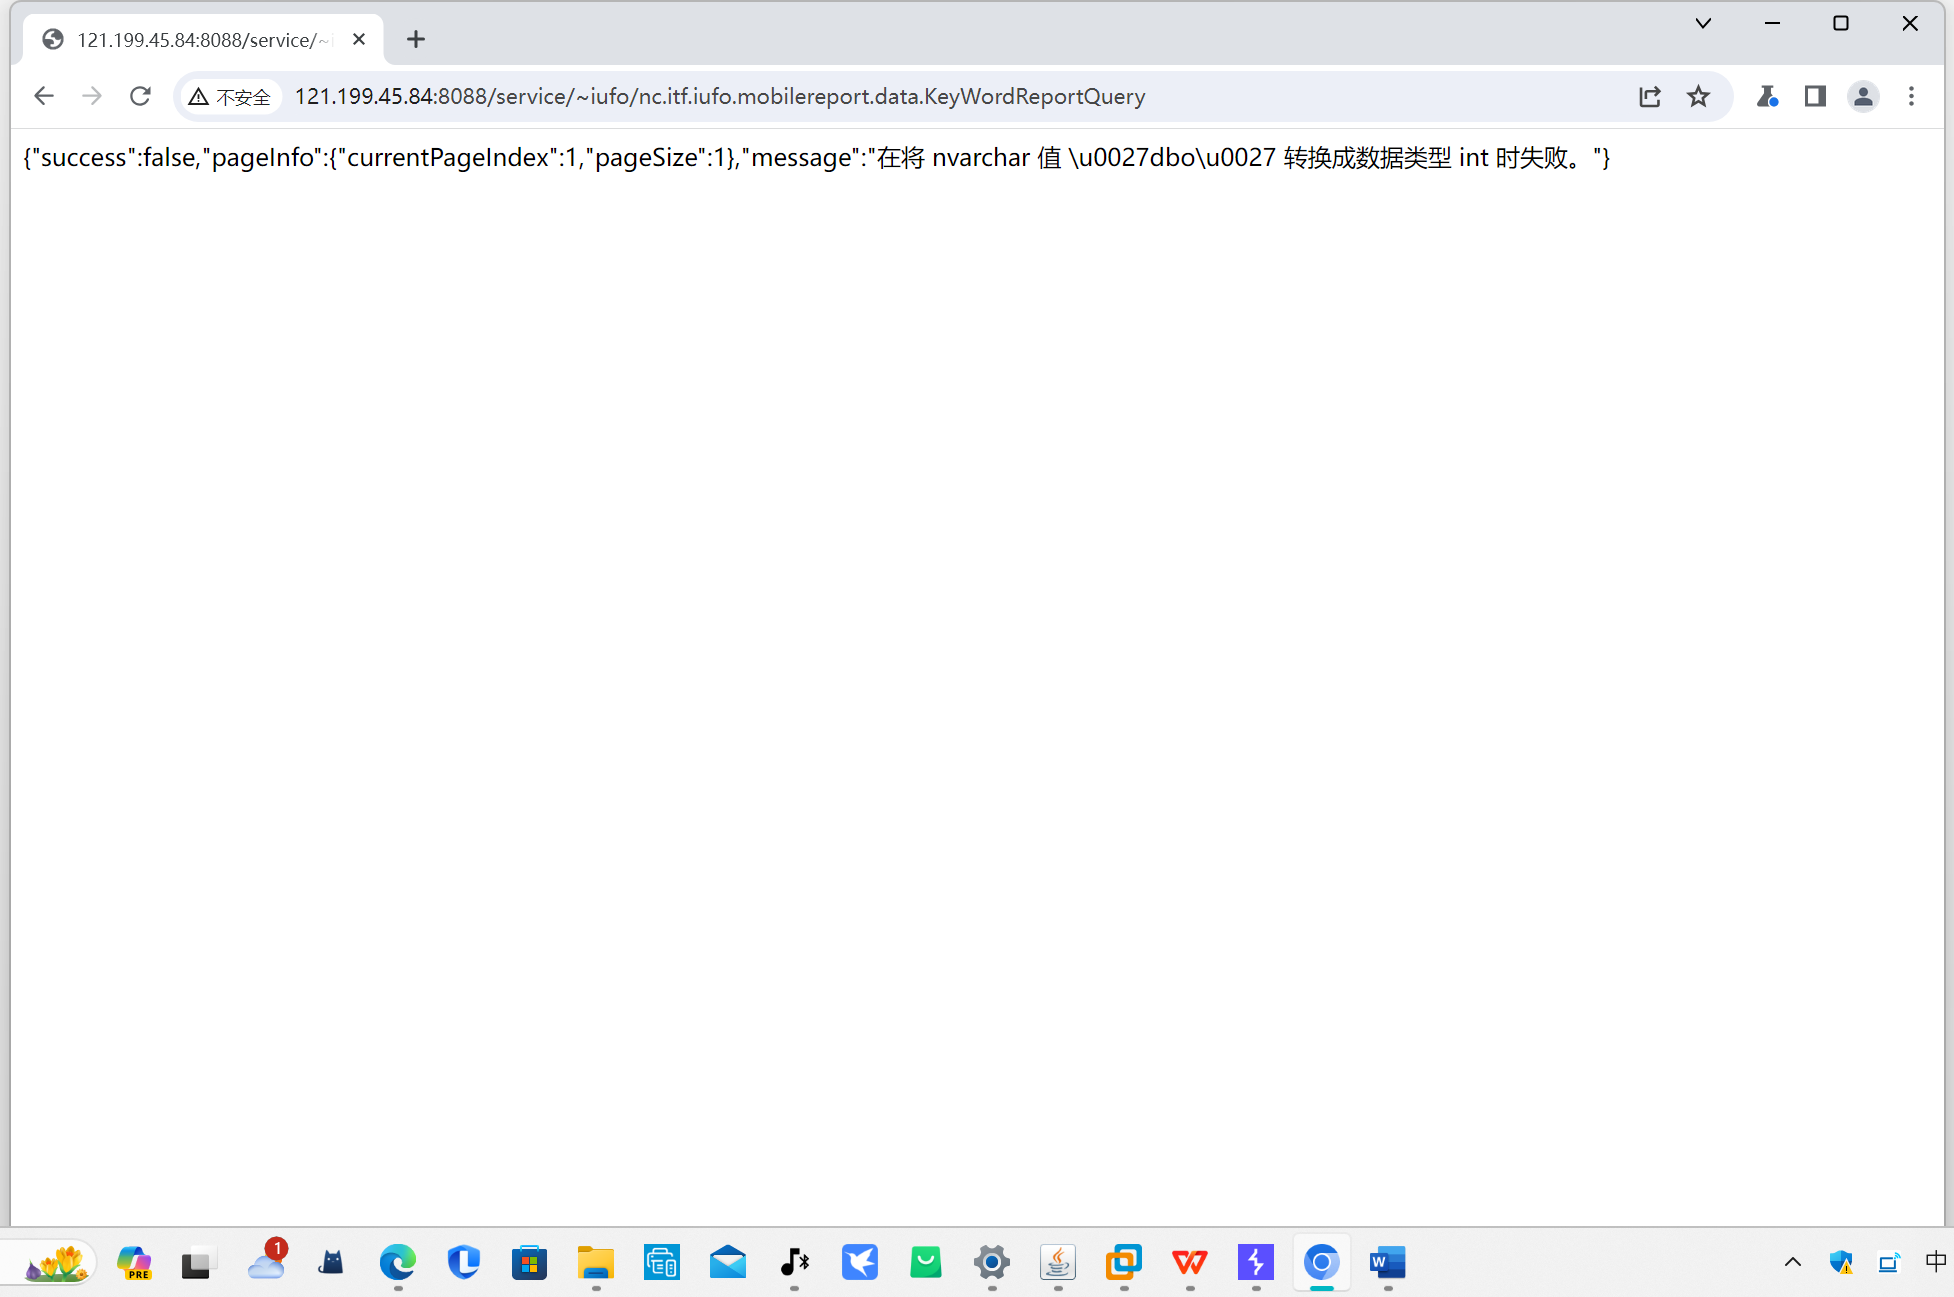 121.199.45.84:8088/service/~
不安全
121.199.45.84:8088/service/~iufo/nc.itf.iufo.mobilereport.data.KeyWordReportQuery
{"success":false,"pageInfo":{"currentPageIndex":1,"pageSize":1},"message":"在将 nvarchar 值 \u0027dbo\u0027 转换成数据类型 int 时失败。"}
PRE
1
W
中